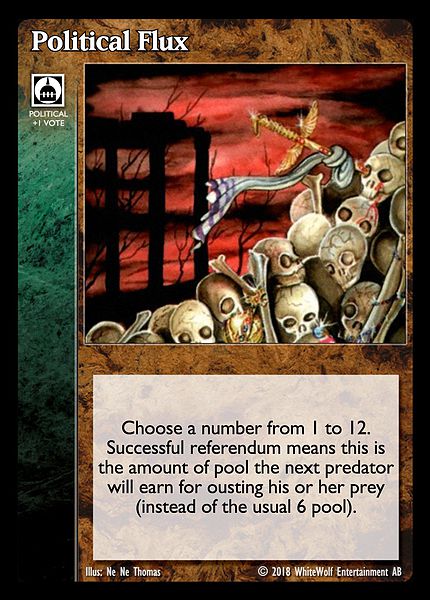 Political Flux
POLITICAL
+1 VOTE
Choose a number from 1 to 12.
Successful referendum means this is
the amount of pool the next predator
will earn for ousting his or her prey
(instead of the usual 6 pool).
Illus: Ne Ne Thomas
© 2018 WhiteWolf Entertainment AB